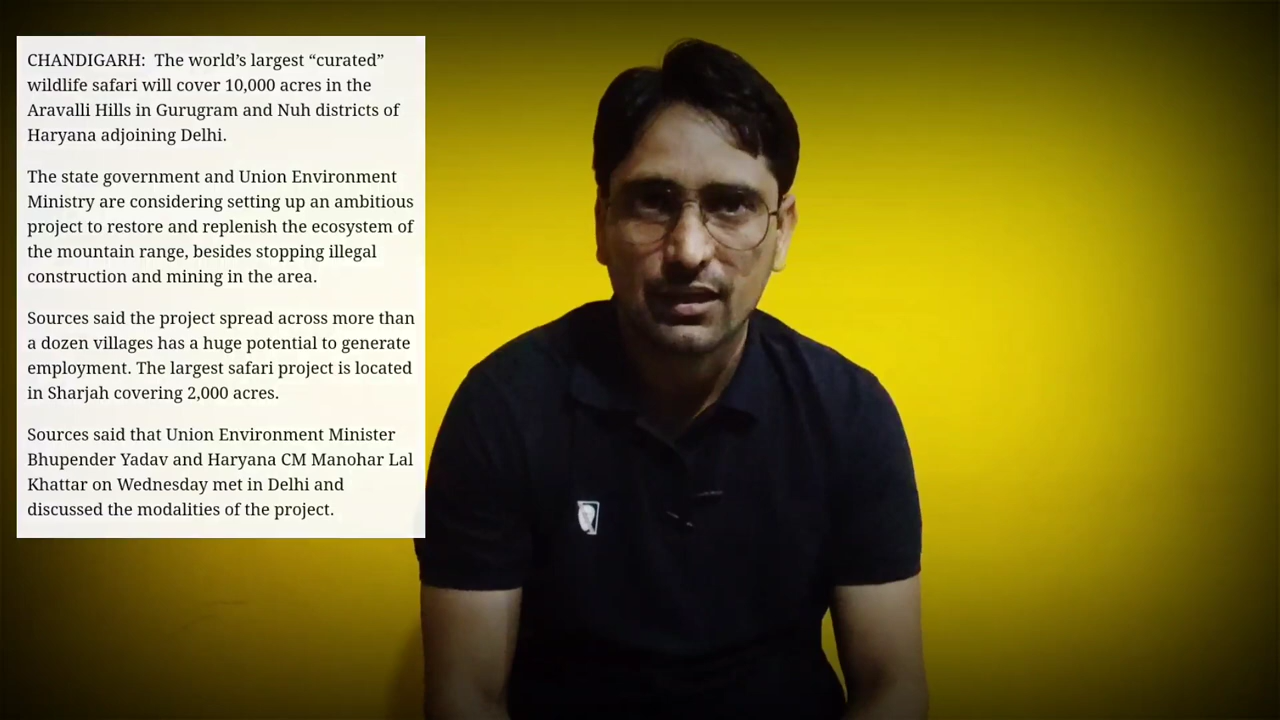 CHANDIGARH:  The world’s largest “curated”
wildlife safari will cover 10,000 acres in the
Aravalli Hills in Gurugram and Nuh districts of
Haryana adjoining Delhi.
The state government and Union Environment
Ministry are considering setting up an ambitious
project to restore and replenish the ecosystem of
the mountain range, besides stopping illegal
construction and mining in the area.
Sources said the project spread across more than
a dozen villages has a huge potential to generate
employment. The largest safari project is located
in Sharjah covering 2,000 acres.
Sources said that Union Environment Minister
Bhupender Yadav and Haryana CM Manohar Lal
Khattar on Wednesday met in Delhi and
discussed the modalities of the project.